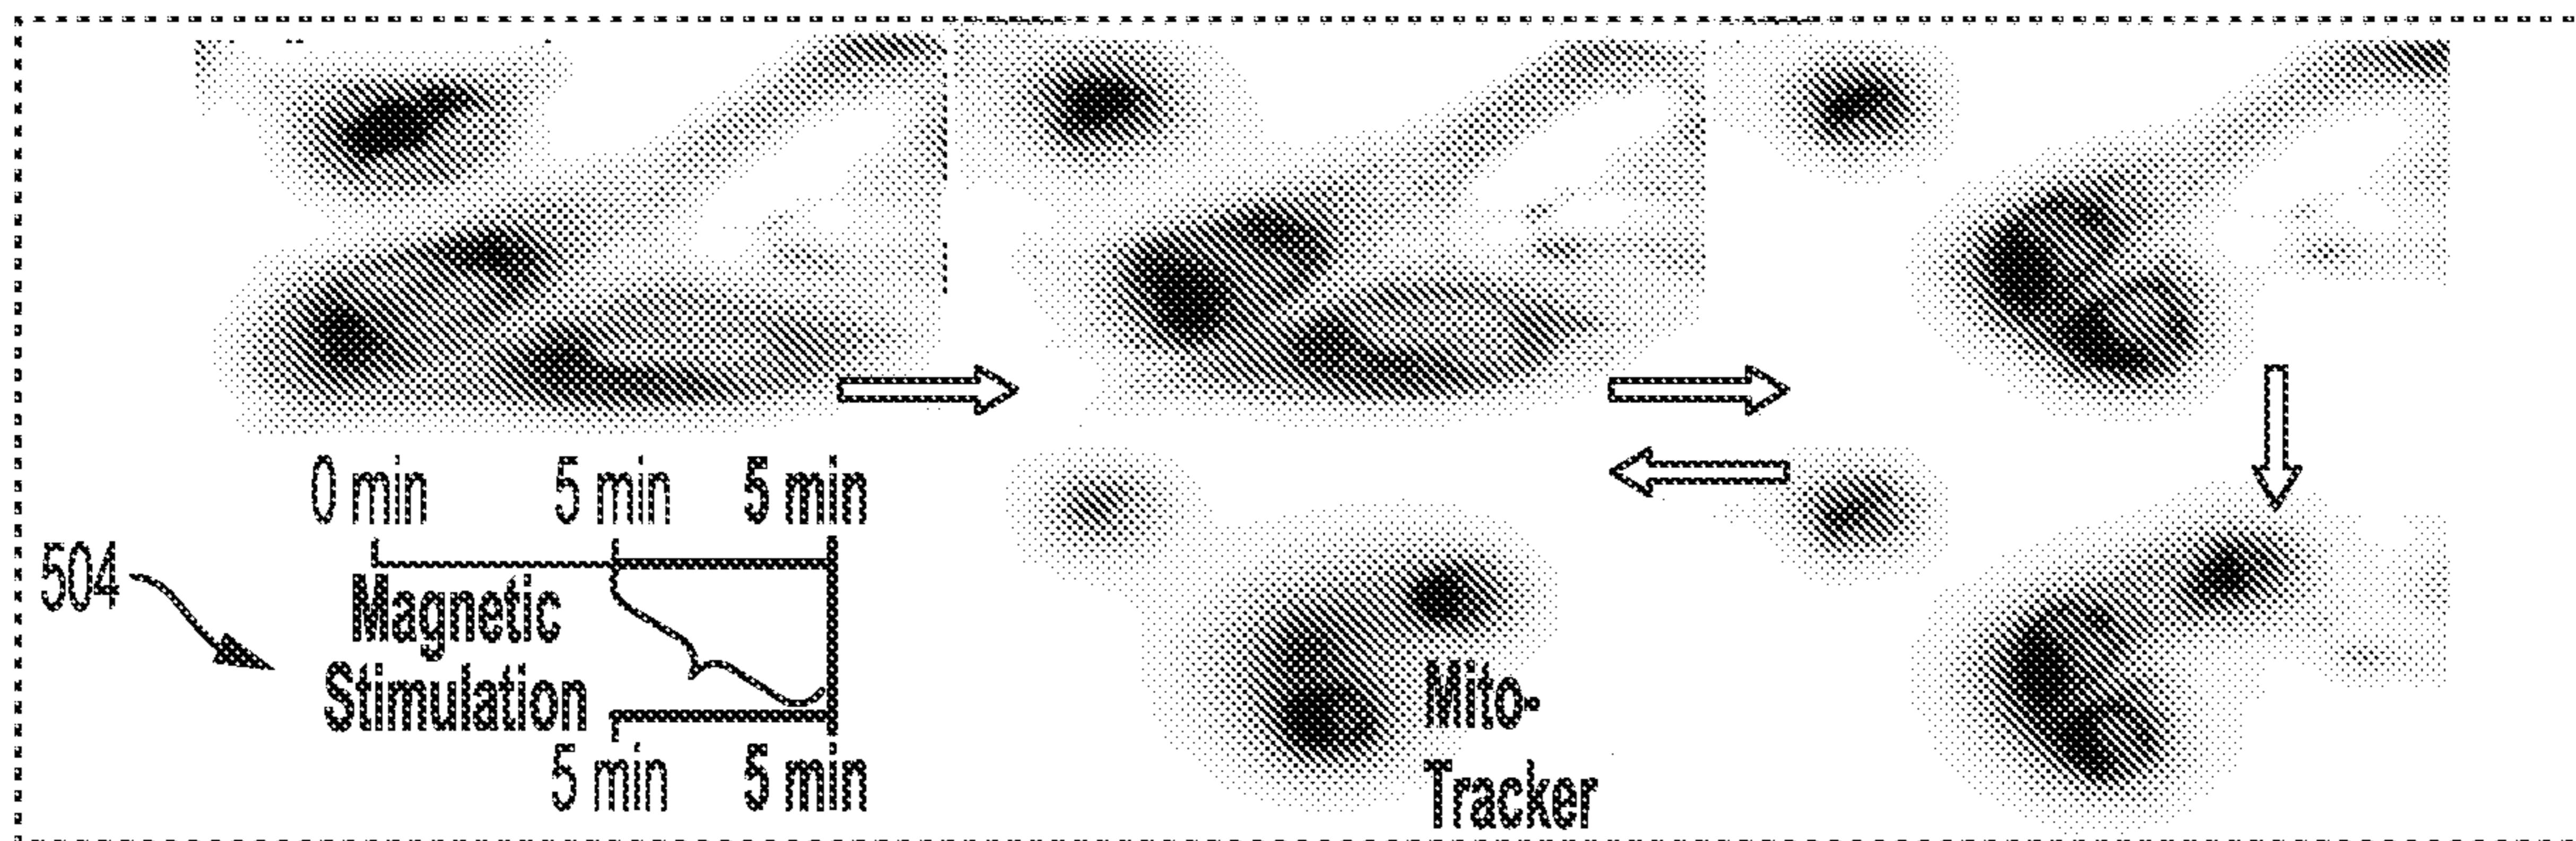 0 min 5 min 5 min
504
Magnetic
Stimulation
5 min 5 min
Mito-
Tracker